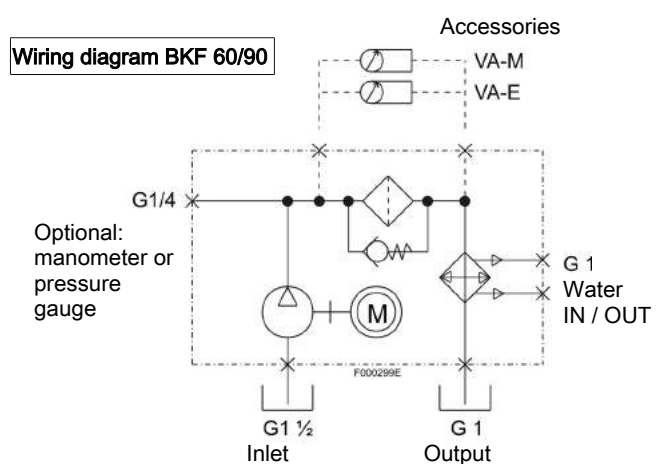 Accessories
Wiring diagram BKF 60/90
VA-M
VA-E
G1/4
Optional:
manometer or
pressure
gauge
G 1
Water
IN / OUT
M
F000299E
G1 ½
Inlet
G 1
Output